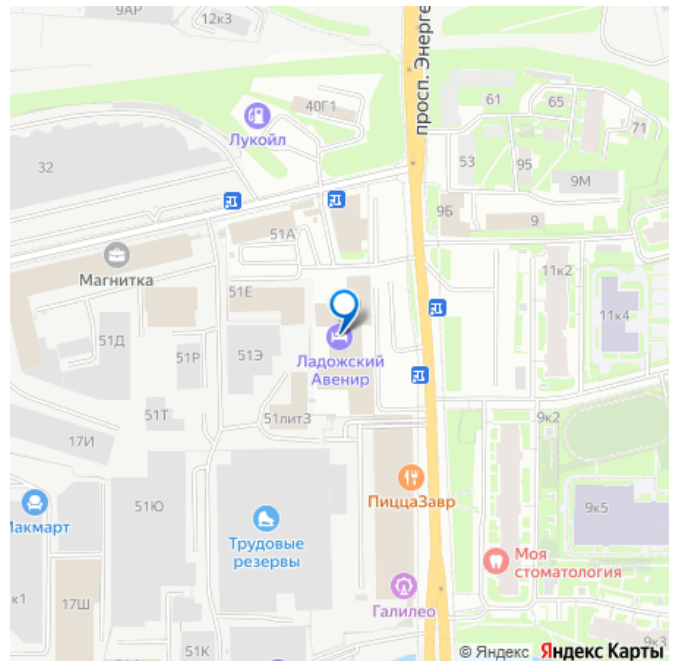 9АР
12к3
просп. Энерге
40Г1
Лукойл
61
65
71
32
53
95
9М
9Б
9
51А
Магнитка
11к2
51Е
11к4
51Д
51Р
51Э
Ладожский
Авенир
51Т
51лит3
9к2
17И
ПиццаЗавр
Макмарт
51Ю
9к5
Трудовые
резервы
Моя
стоматология
к1
17Ш
Галилео
51К
9к3
© Яндекс Яндекс Карты